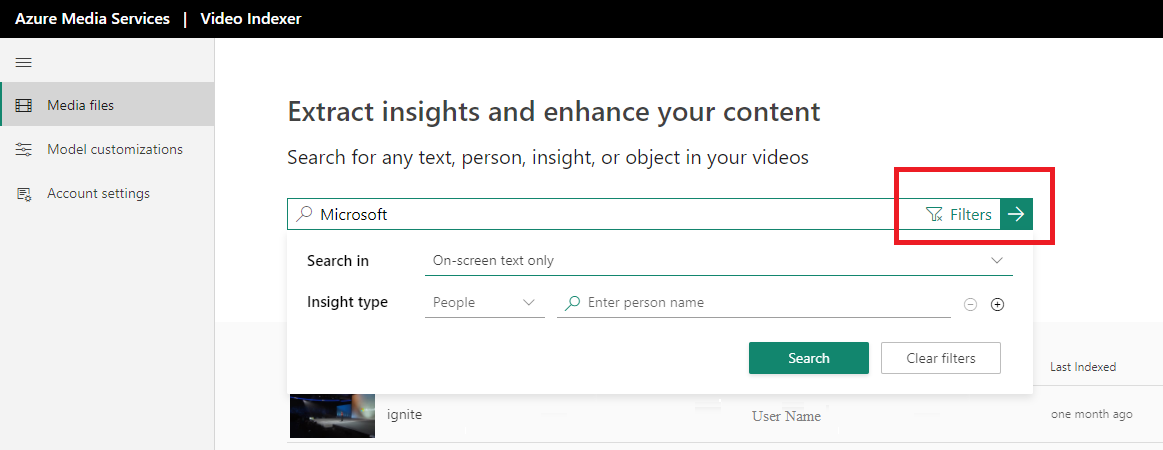 Azure Media Services | Video Indexer
Media files
Model customizations
Account settings
Extract insights and enhance your content
Search for any text, person, insight, or object in your videos
Microsoft Filters
Search in On-screen text only
Insight type People Enter person name
Search Clear filters
Last Indexed
ignite User Name one month ago